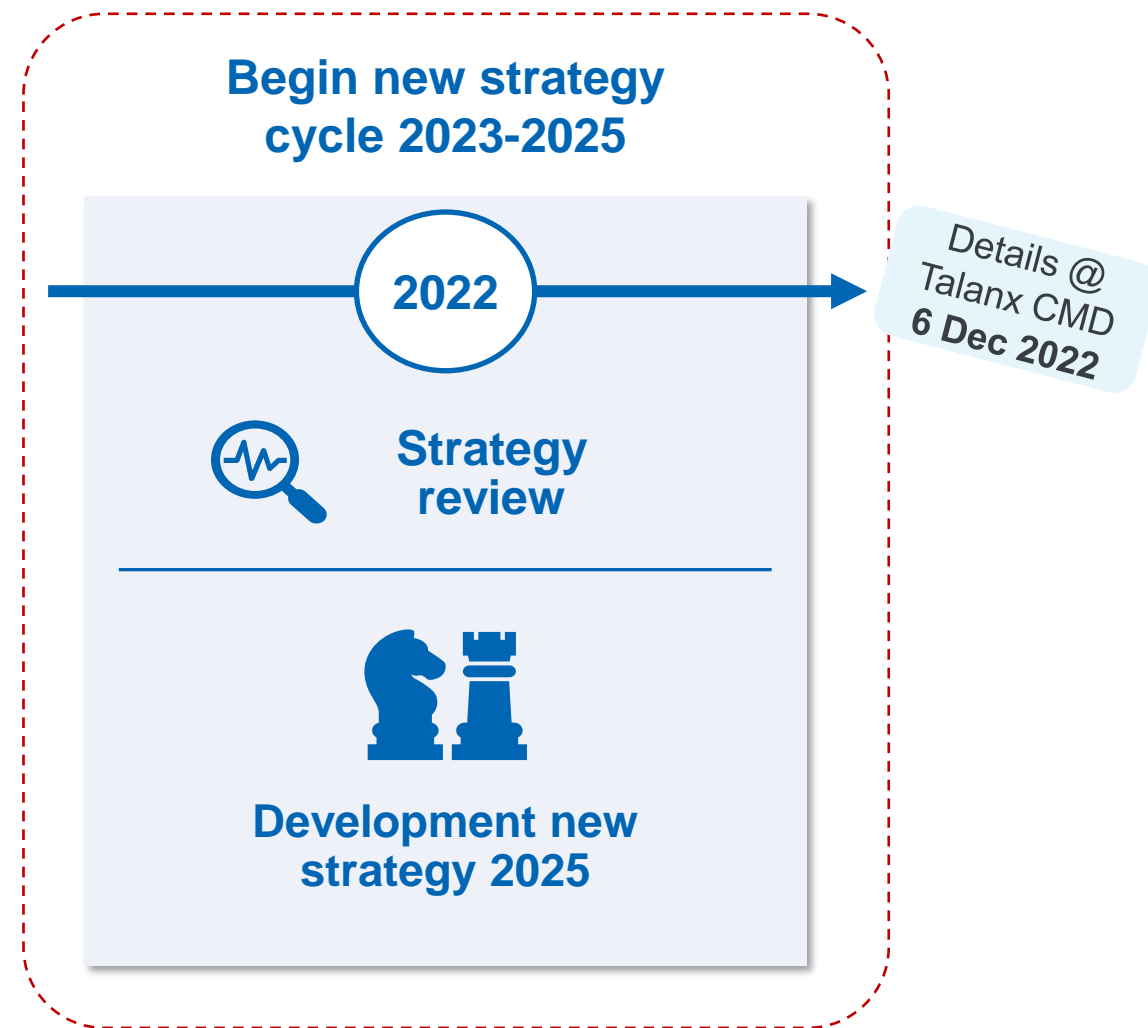 Begin new strategy
cycle 2023-2025
2022
Details @
Talanx CMD
6 Dec 2022
Strategy
review
Development new
strategy 2025